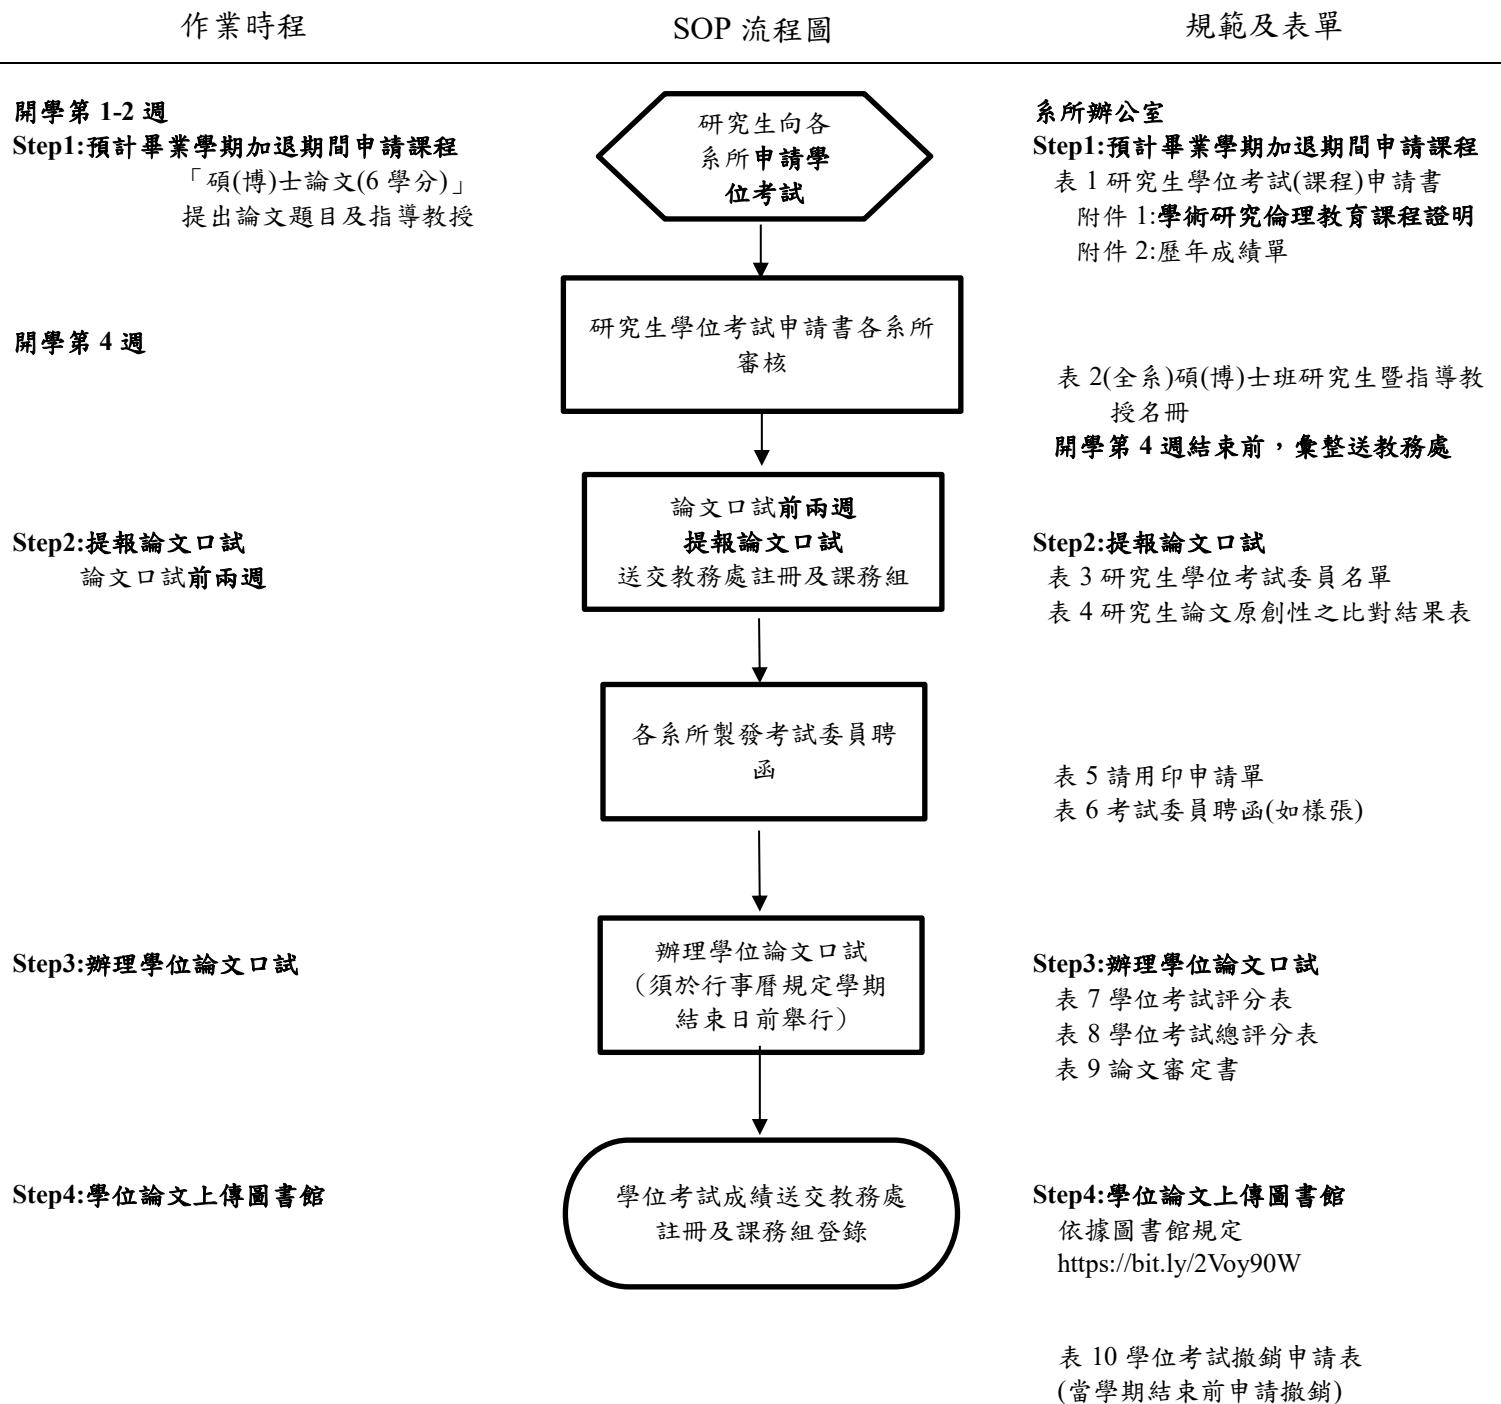 作業時程
SOP 流程圖
規範及表單
開學第 1-2 週
Step1:預計畢業學期加退期間申請課程
「碩(博)士論文(6 學分)」
提出論文題目及指導教授
研究生向各
系所申請學
位考試
系所辦公室
Step1:預計畢業學期加退期間申請課程
表 1 研究生學位考試(課程)申請書
附件 1:學術研究倫理教育課程證明
附件 2:歷年成績單
開學第 4 週
研究生學位考試申請書各系所
審核
表 2(全系)碩(博)士班研究生暨指導教
授名冊
開學第 4 週結束前，彙整送教務處
Step2:提報論文口試
論文口試前兩週
論文口試前兩週
提報論文口試
送交教務處註冊及課務組
Step2:提報論文口試
表 3 研究生學位考試委員名單
表 4 研究生論文原創性之比對結果表
各系所製發考試委員聘
函
表 5 請用印申請單
表 6 考試委員聘函(如樣張)
Step3:辦理學位論文口試
辦理學位論文口試
（須於行事曆規定學期
結束日前舉行）
Step3:辦理學位論文口試
表 7 學位考試評分表
表 8 學位考試總評分表
表 9 論文審定書
Step4:學位論文上傳圖書館
學位考試成績送交教務處
註冊及課務組登錄
Step4:學位論文上傳圖書館
依據圖書館規定
https://bit.ly/2Voy90W
表 10 學位考試撤銷申請表
(當學期結束前申請撤銷)